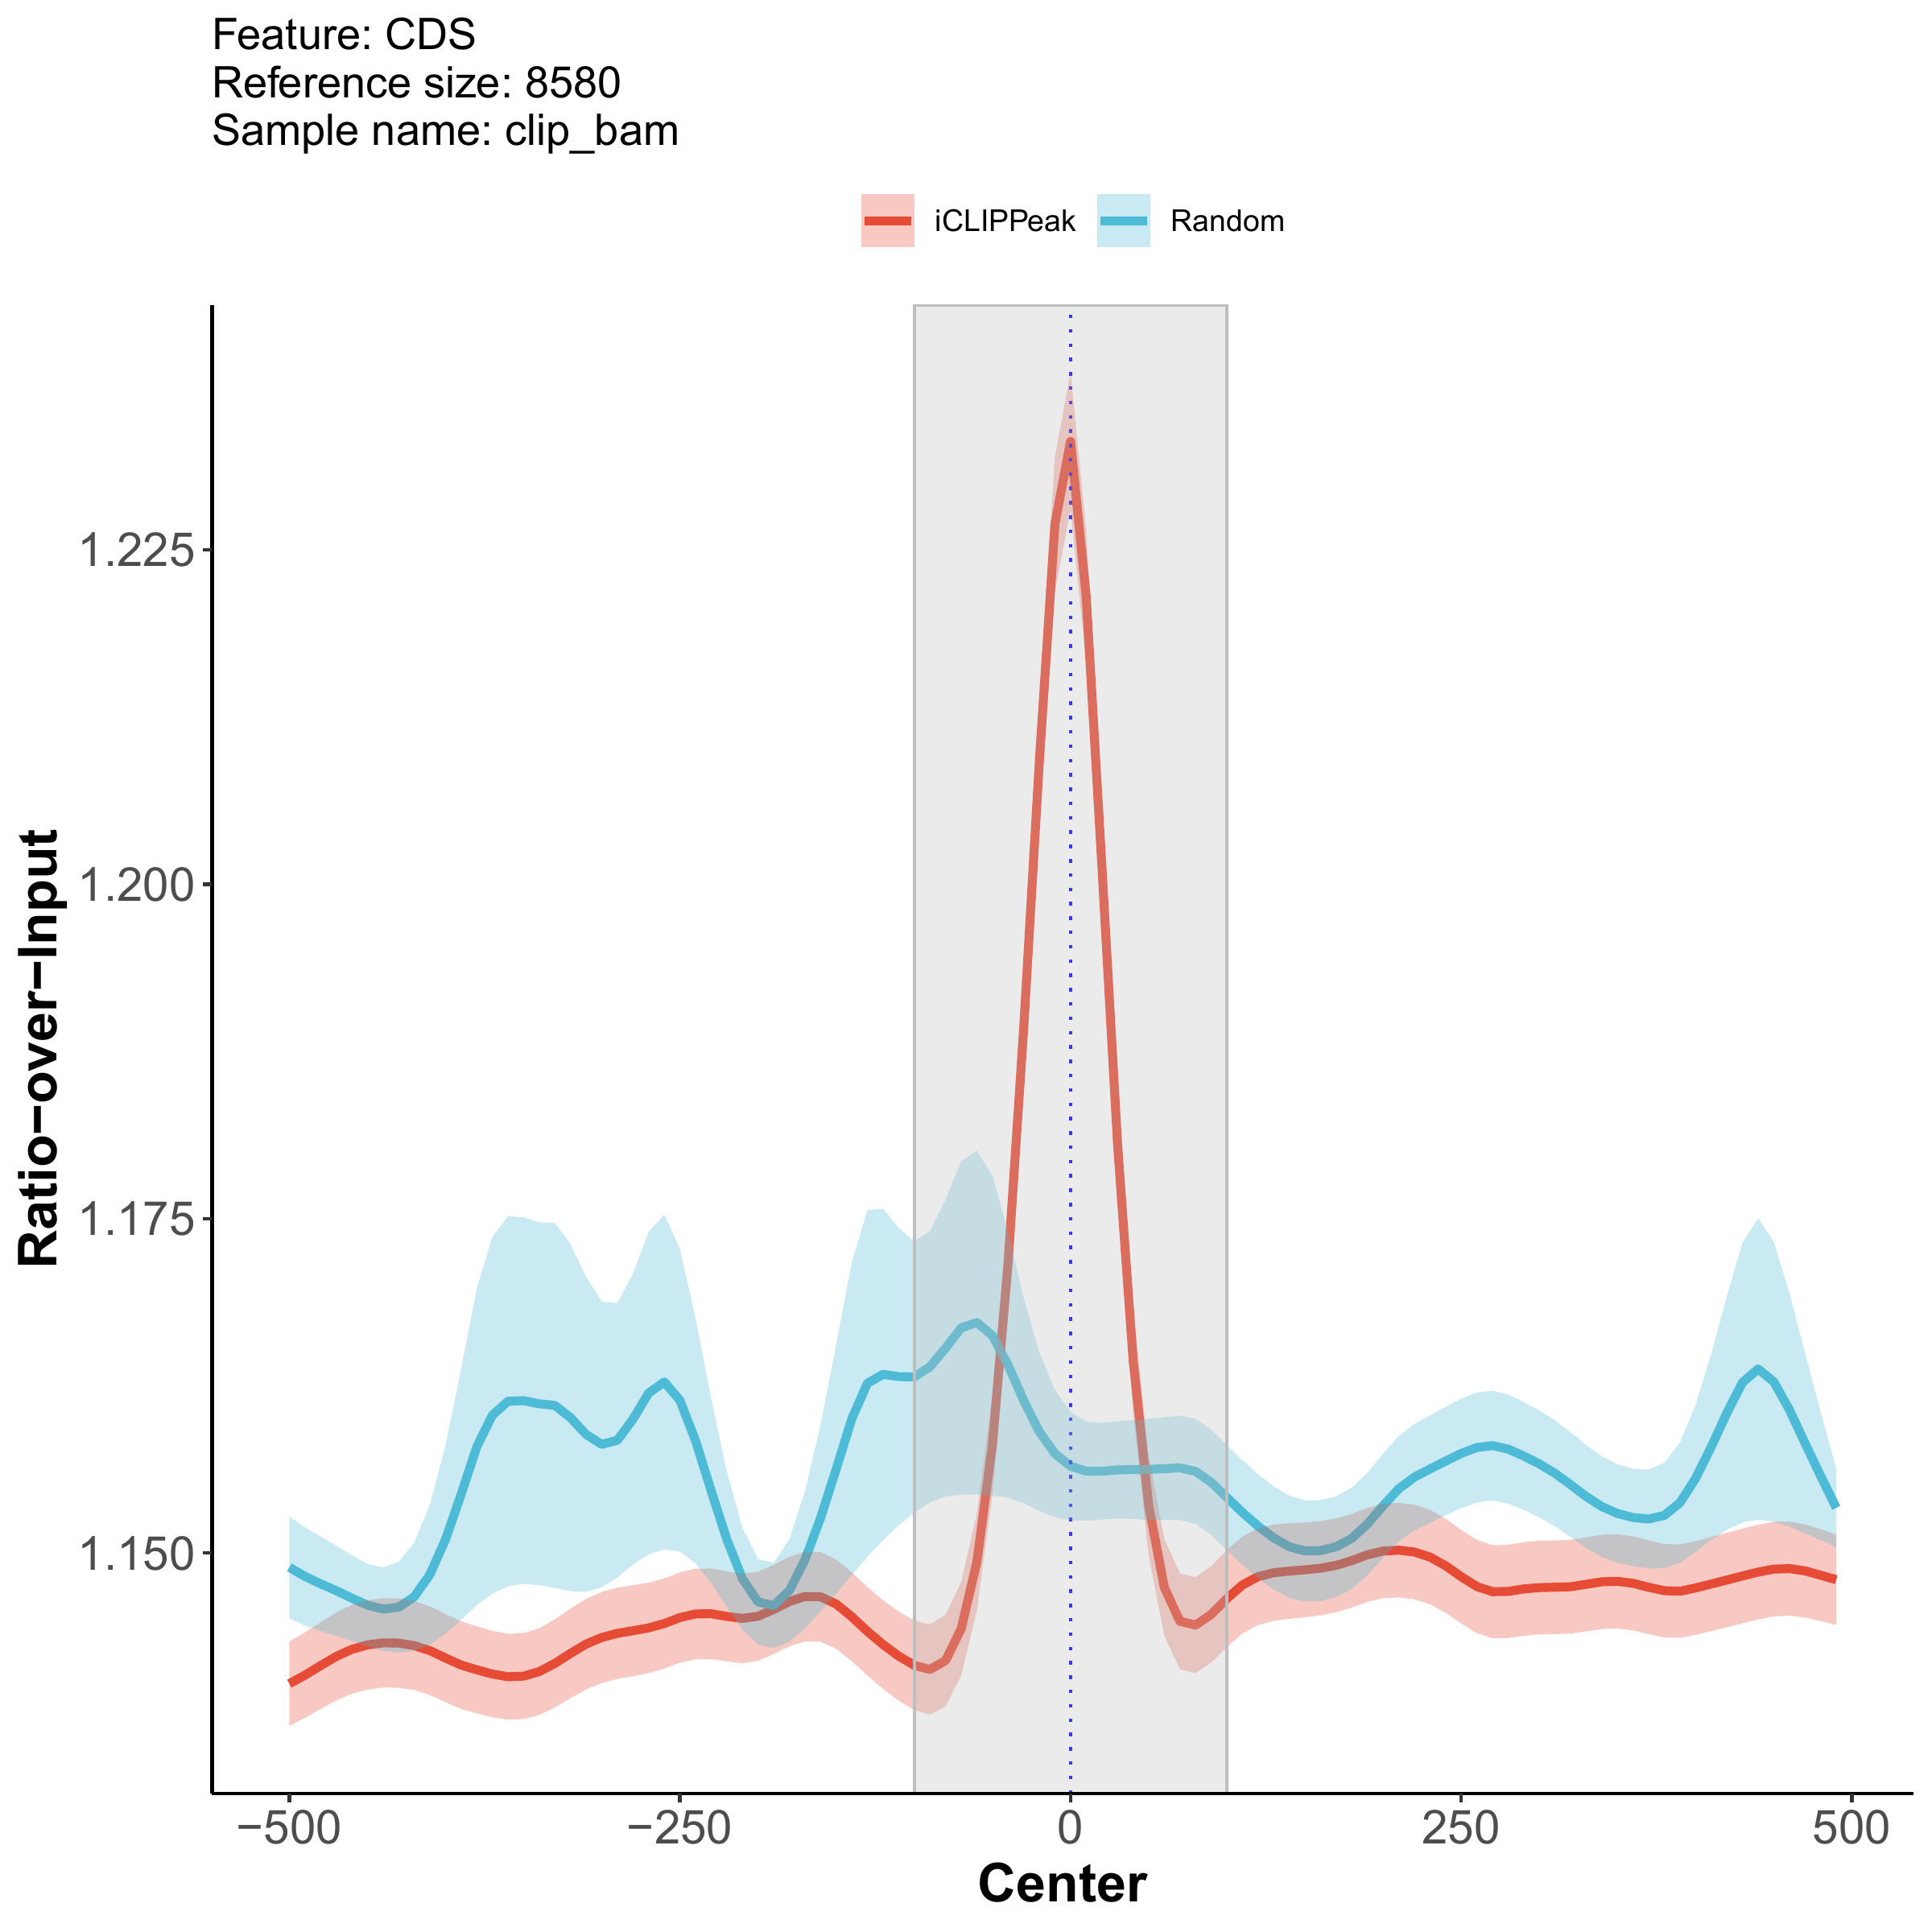 Feature: CDS
Reference size: 8580
Sample name: clip_bam
iCLIPPeak Random
Ratio−over−Input
1.225
1.200
1.175
1.150
−500 −250 0 250 500
Center